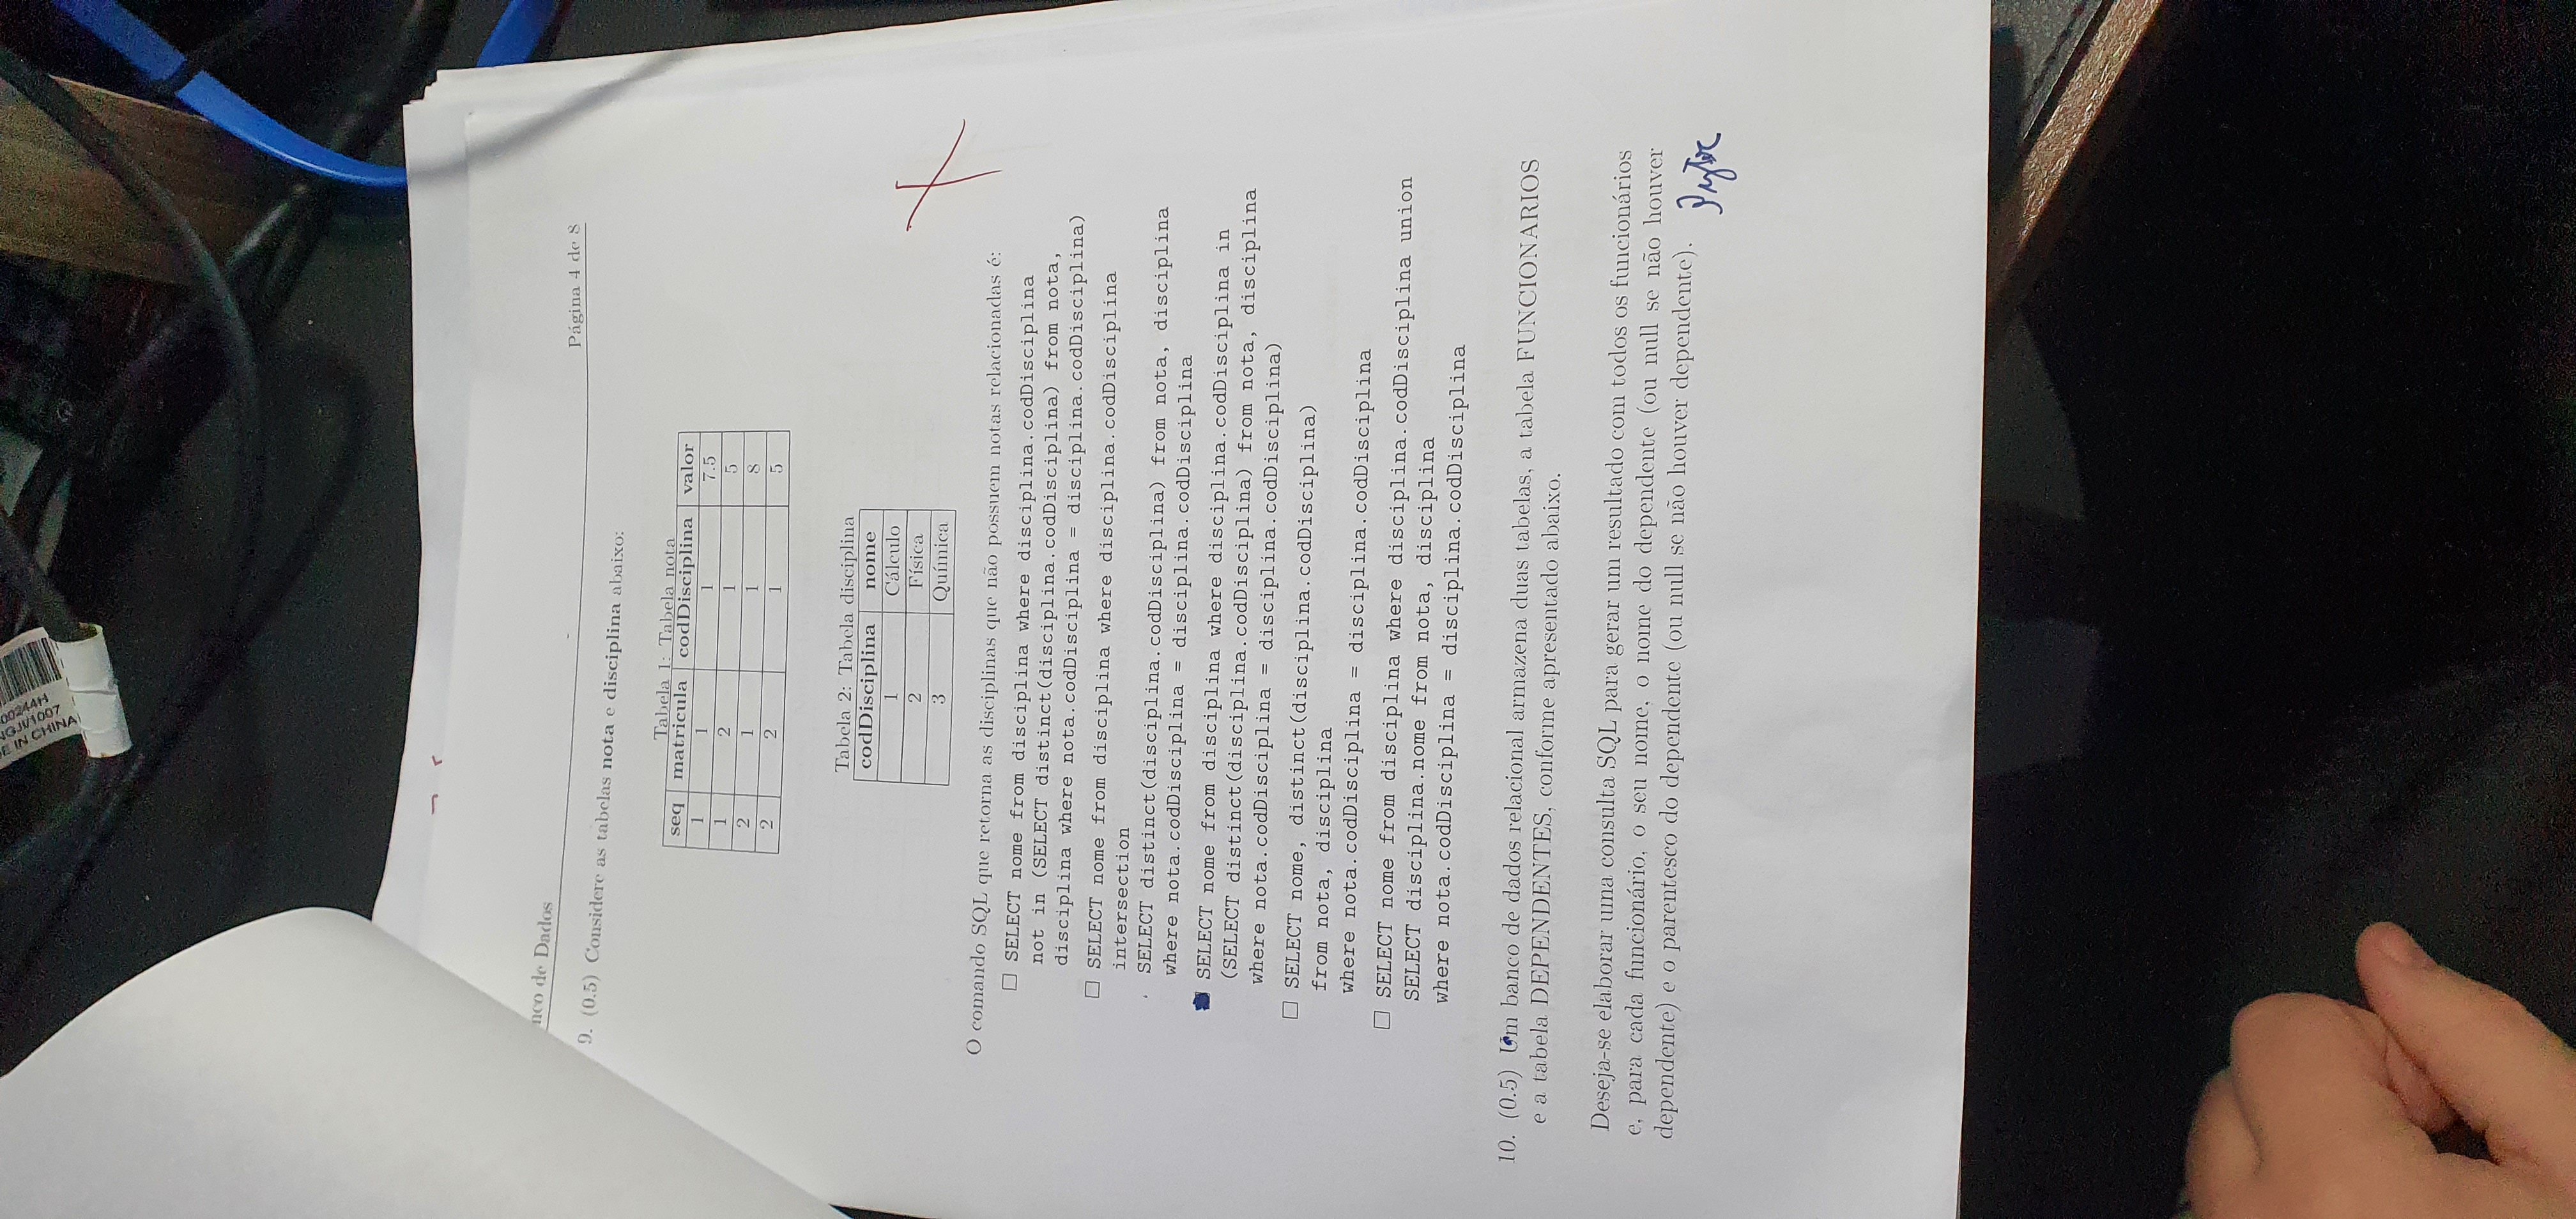 00244H
NQJV1007
E IN CHINA
nco de Dados
Página 4 de 8
9. (0.5) Considere as tabelas nota e disciplina abaixo:
Tabela 1: Tabela nota
seq matricula codDisciplina valor
1 1 1 7.5
1 2 1 5
2 1 1 8
2 2 1 5
Tabela 2: Tabela disciplina
codDisciplina nome
1 Cálculo
2 Física
3 Química
O comando SQL que retorna as disciplinas que não possuem notas relacionadas é:
SELECT nome from disciplina where disciplina.codDisciplina
not in (SELECT distinct(disciplina.codDisciplina) from nota,
disciplina where nota.codDisciplina = disciplina.codDisciplina)
SELECT nome from disciplina where disciplina.codDisciplina
intersection
SELECT distinct(disciplina.codDisciplina) from nota, disciplina
where nota.codDisciplina = disciplina.codDisciplina
SELECT nome from disciplina where disciplina.codDisciplina in
(SELECT distinct(disciplina.codDisciplina) from nota, disciplina
where nota.codDisciplina = disciplina.codDisciplina)
SELECT nome, distinct(disciplina.codDisciplina)
from nota, disciplina
where nota.codDisciplina = disciplina.codDisciplina
SELECT nome from disciplina where disciplina.codDisciplina union
SELECT disciplina.nome from nota, disciplina
where nota.codDisciplina = disciplina.codDisciplina
10. (0.5) Um banco de dados relacional armazena duas tabelas, a tabela FUNCIONARIOS
e a tabela DEPENDENTES, conforme apresentado abaixo.
Deseja-se elaborar uma consulta SQL para gerar um resultado com todos os funcionários
e, para cada funcionário, o seu nome, o nome do dependente (ou null se não houver
dependente) e o parentesco do dependente (ou null se não houver dependente).